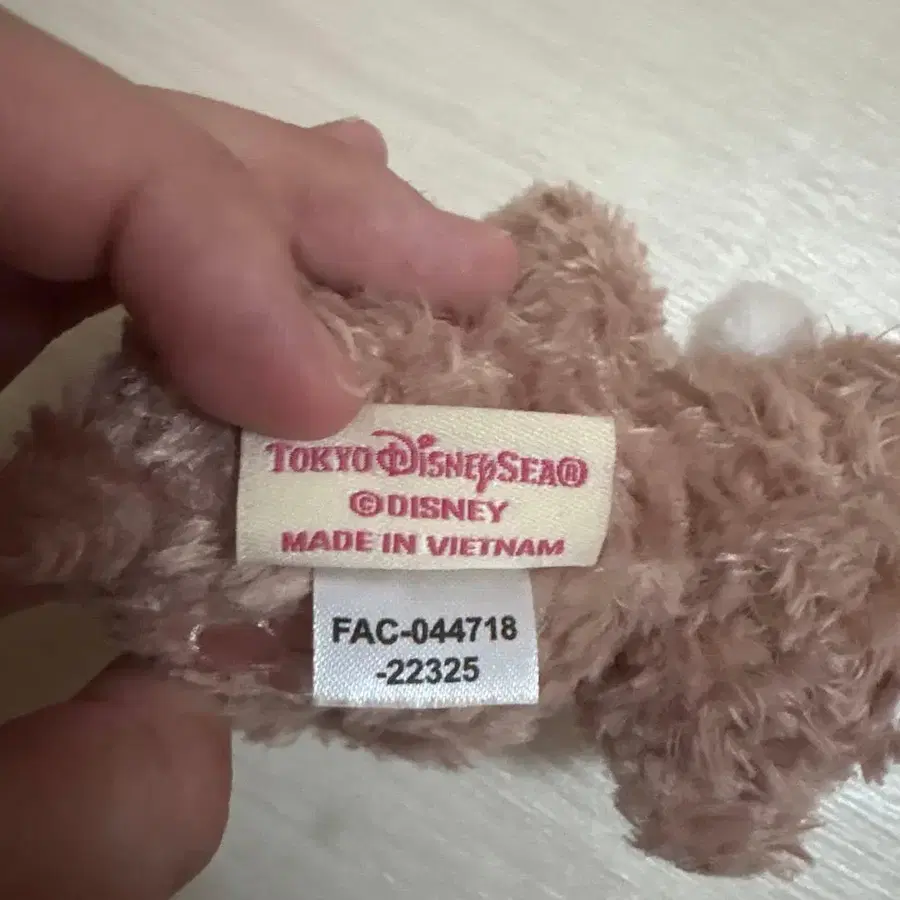 TOKYO DISNEYSEA®
©DISNEY
MADE IN VIETNAM
FAC-044718
-22325